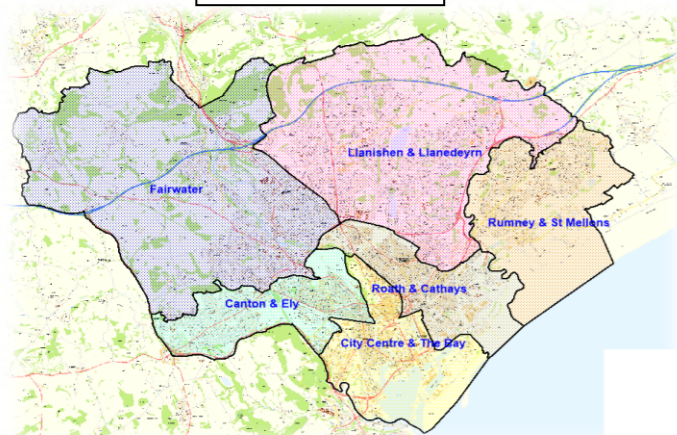 Llanishen & Llanedeyrn
Fairwater
Rumney & St Mellons
Roath & Cathays
Canton & Ely
City Centre & The Bay